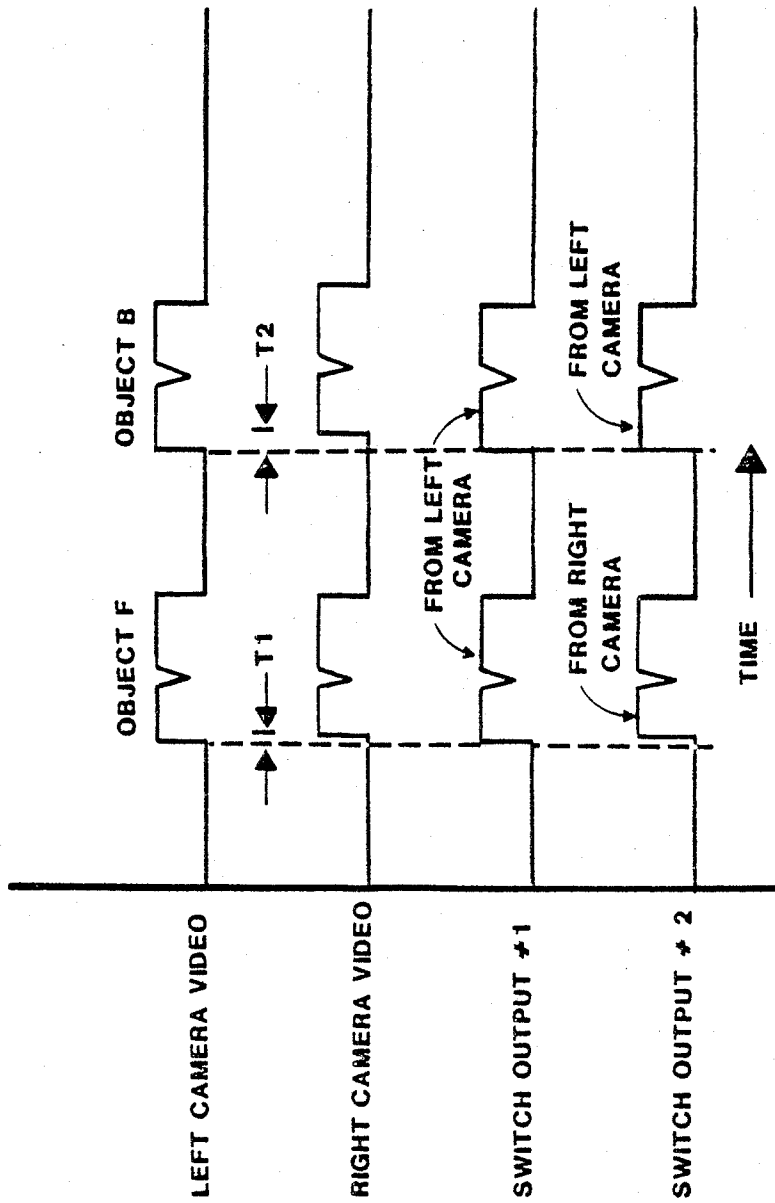 OBJECT F
OBJECT B
LEFT CAMERA VIDEO
T1
T2
RIGHT CAMERA VIDEO
FROM LEFT
CAMERA
SWITCH OUTPUT ≠1
FROM RIGHT
CAMERA
FROM LEFT
CAMERA
SWITCH OUTPUT ≠ 2
TIME